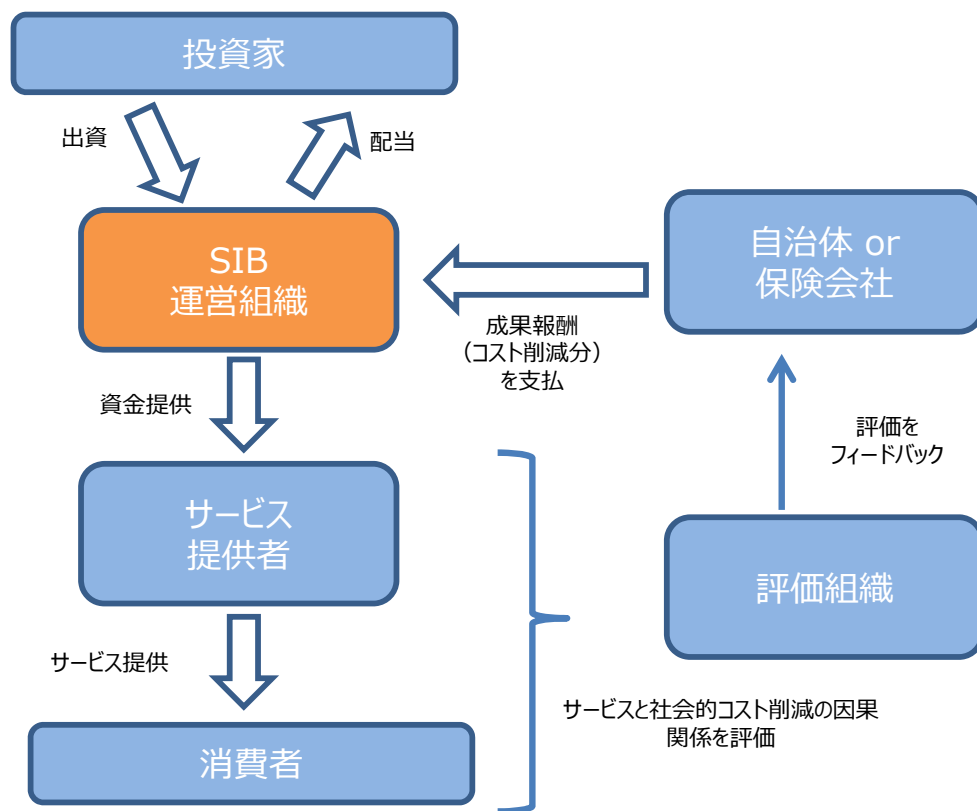 投資家
出資
配当
SIB
運営組織
自治体 or
保険会社
成果報酬
（コスト削減分）
を支払
資金提供
評価を
フィードバック
サービス
提供者
評価組織
サービス提供
サービスと社会的コスト削減の因果
関係を評価
消費者